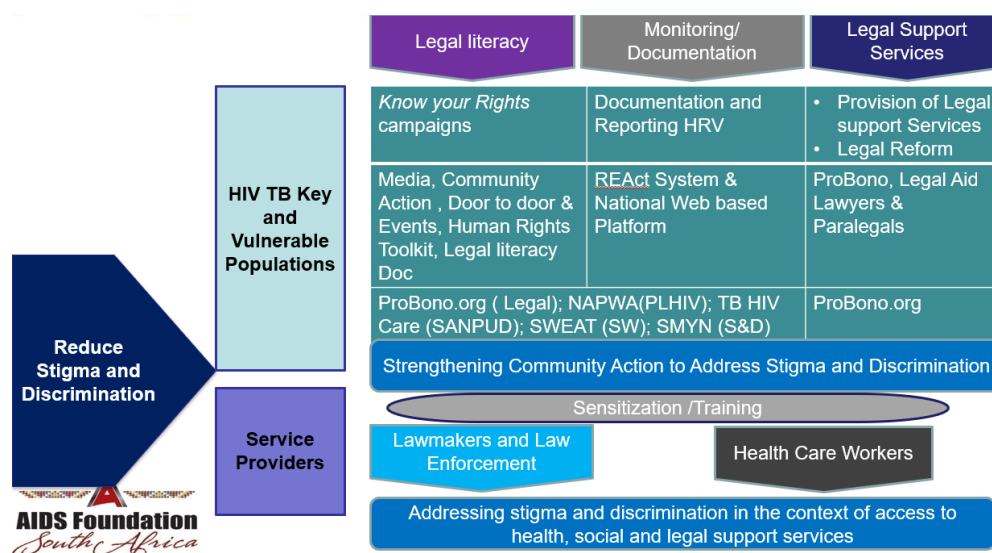 Legal literacy
Monitoring/
Documentation
Legal Support
Services
Know your Rights
campaigns
Documentation and
Reporting HRV
• Provision of Legal
support Services
• Legal Reform
HIV TB Key
and
Vulnerable
Populations
Media, Community
Action , Door to door &
Events, Human Rights
Toolkit, Legal literacy
Doc
REAct System &
National Web based
Platform
ProBono, Legal Aid
Lawyers &
Paralegals
ProBono.org ( Legal); NAPWA(PLHIV); TB HIV
Care (SANPUD); SWEAT (SW); SMYN (S&D)
ProBono.org
Reduce
Stigma and
Discrimination
Strengthening Community Action to Address Stigma and Discrimination
Sensitization /Training
Service
Providers
Lawmakers and Law
Enforcement
Health Care Workers
Addressing stigma and discrimination in the context of access to
health, social and legal support services
AIDS Foundation
South Africa